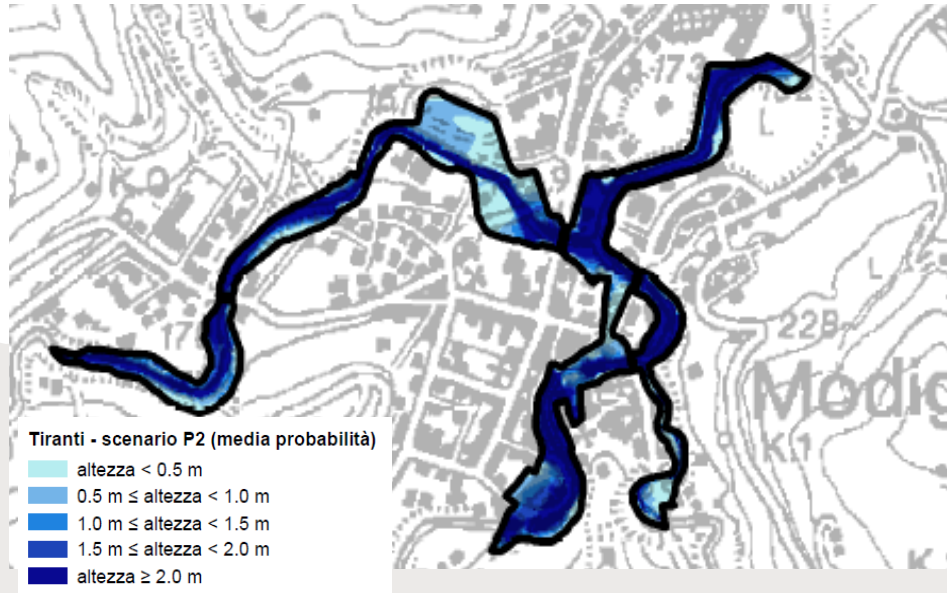 17
22B
Modig
K.1
L
L
K
17
Tiranti - scenario P2 (media probabilità)
altezza < 0.5 m
0.5 m ≤ altezza < 1.0 m
1.0 m ≤ altezza < 1.5 m
1.5 m ≤ altezza < 2.0 m
altezza ≥ 2.0 m